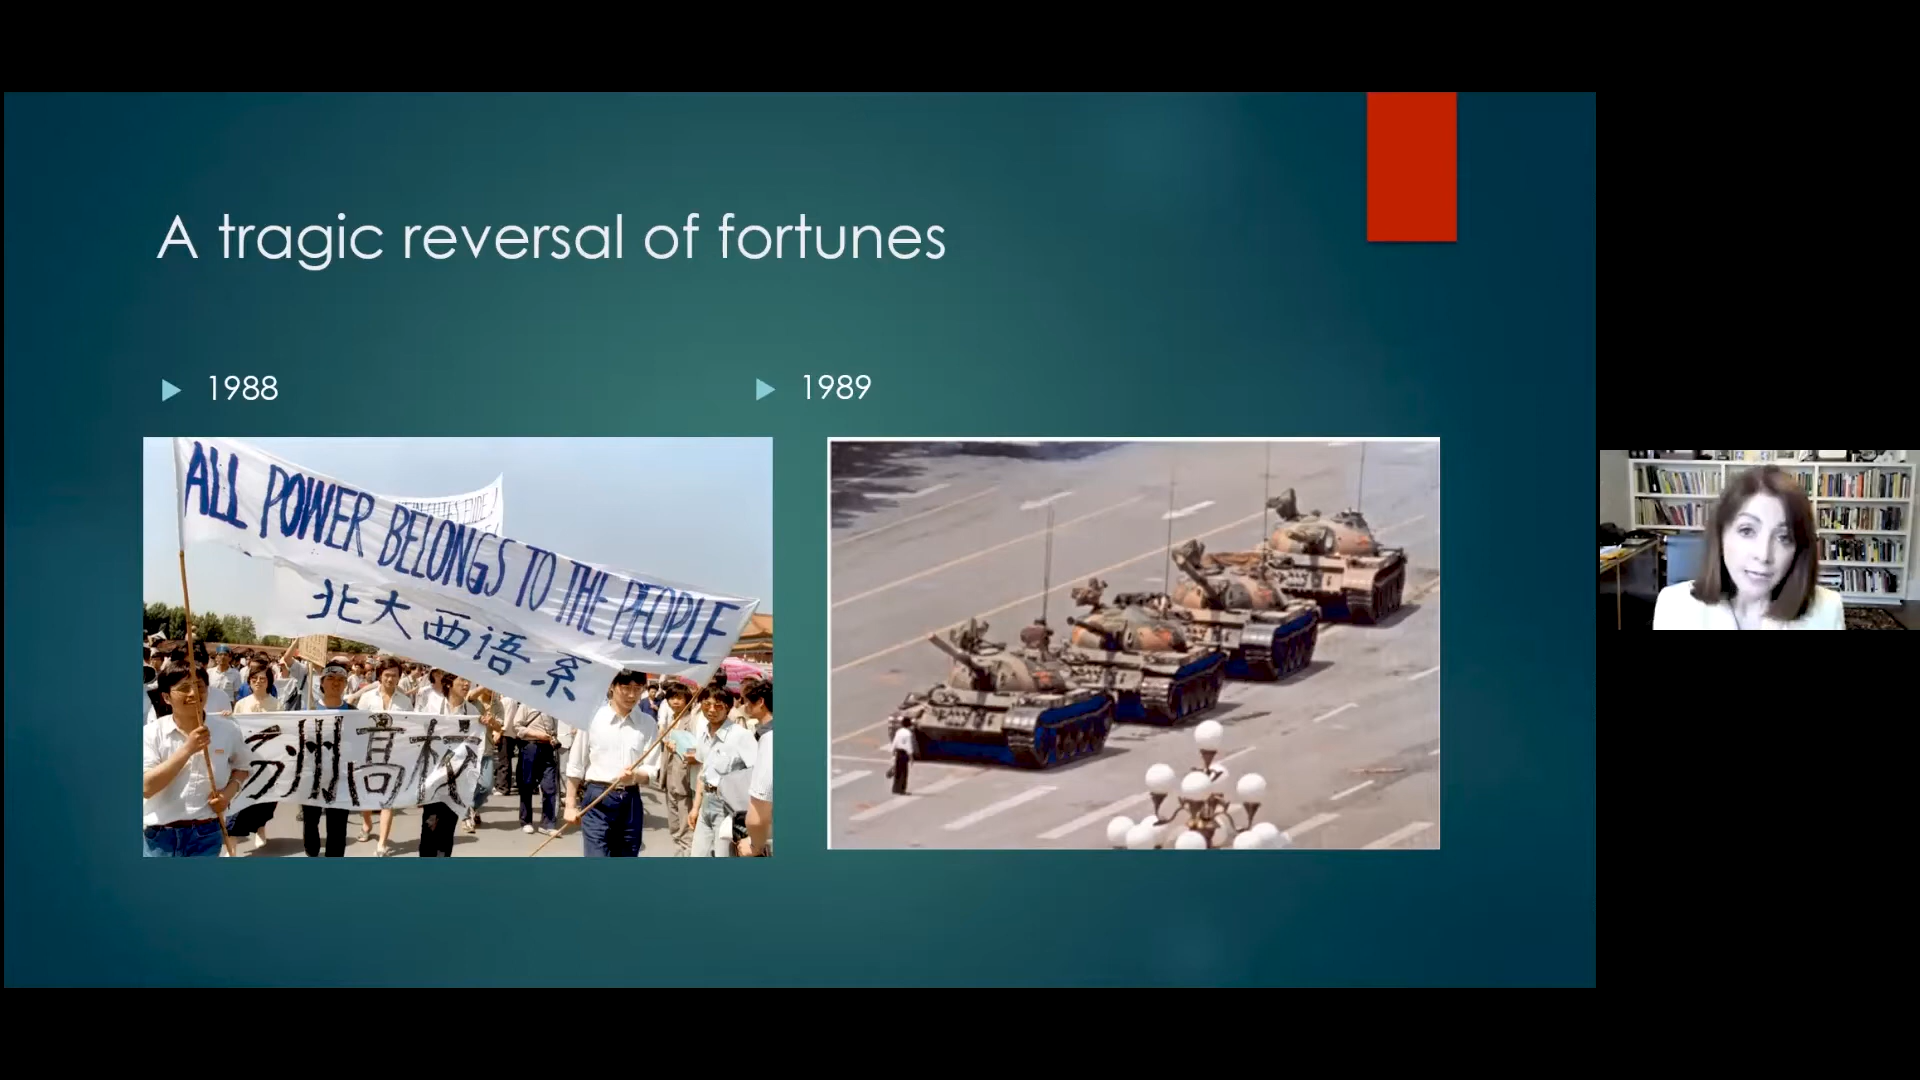 A tragic reversal of fortunes
1988
1989
ALL POWER BELONGS TO THE PEOPLE
北大西语系
洲高校